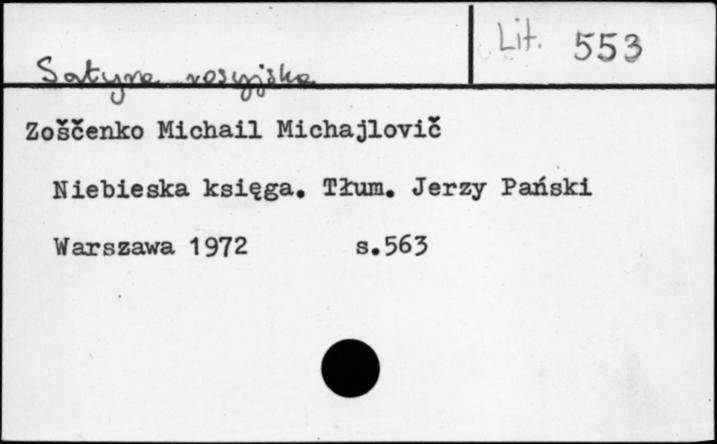 Satyra rosyjska
Lit. 553
Zoščenko Michail Michajlovič
Niebieska księga. Tłum. Jerzy Pański
Warszawa 1972 s.563